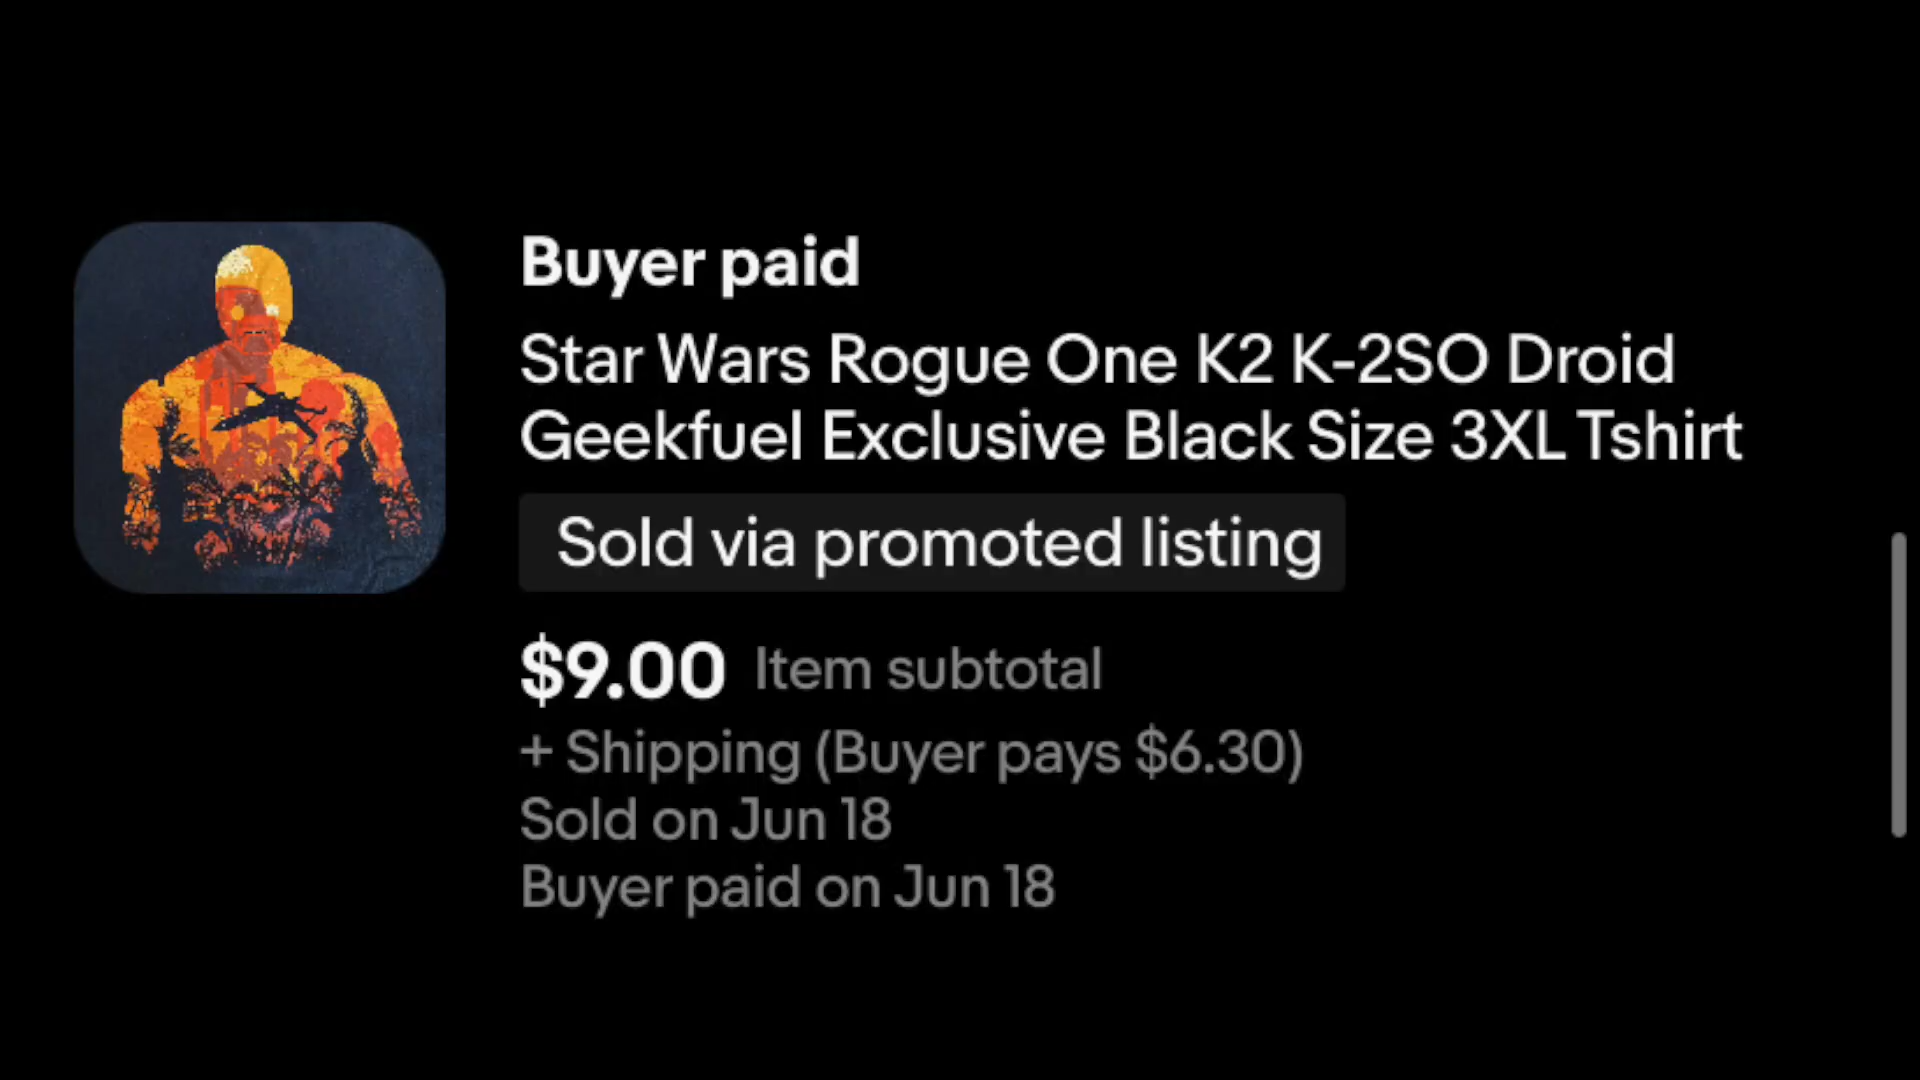 Buyer paid
Star Wars Rogue One K2 K-2SO Droid
Geekfuel Exclusive Black Size 3XL Tshirt
Sold via promoted listing
$9.00 Item subtotal
+ Shipping (Buyer pays $6.30)
Sold on Jun 18
Buyer paid on Jun 18